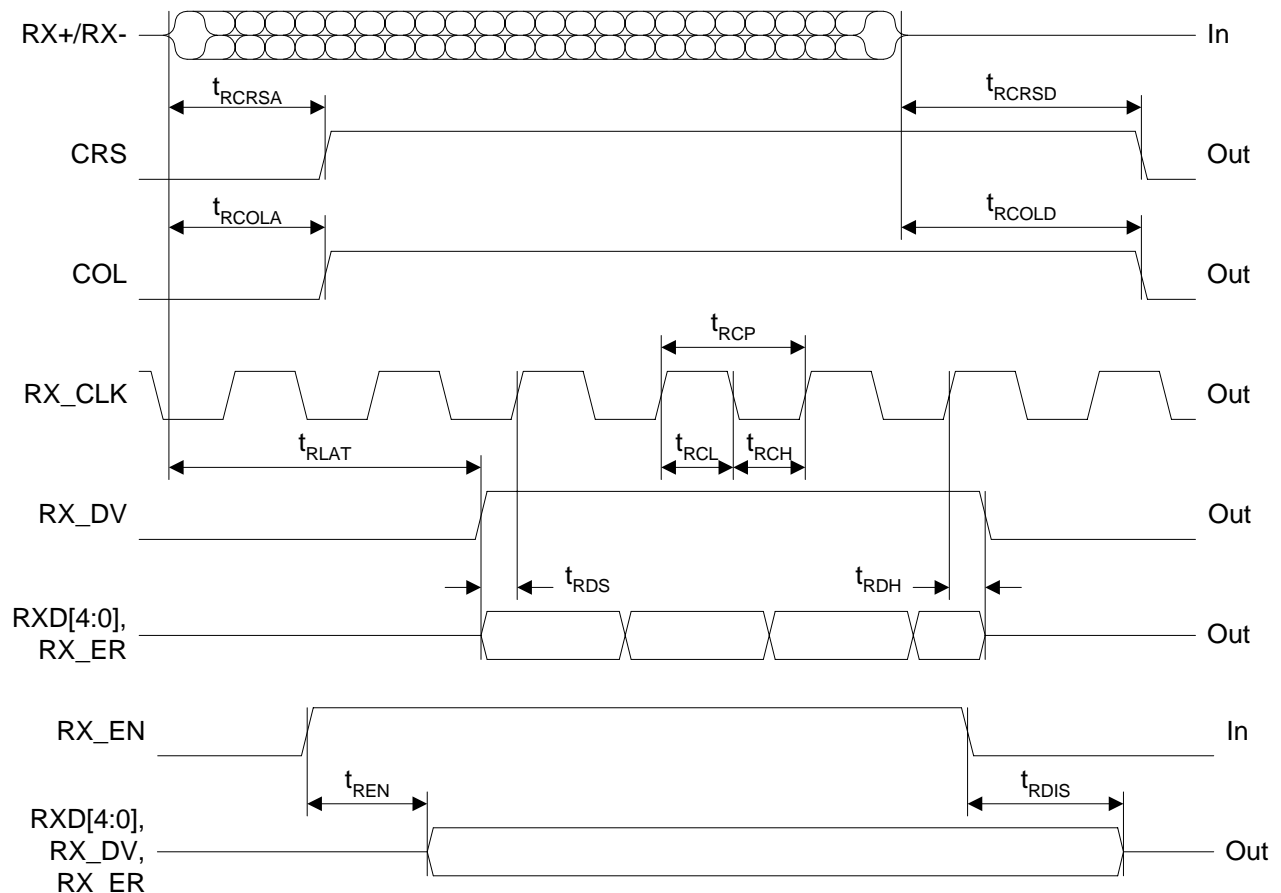 RX+/RX- In
tRCRSA tRCRSD
CRS Out
tRCOLA tRCOLD
COL Out
tRCP
RX_CLK Out
tRLAT tRCL tRCH
RX_DV Out
tRDS tRDH
RXD[4:0],
RX_ER Out
RX_EN In
tREN tRDIS
RXD[4:0],
RX_DV, Out
RX_ER